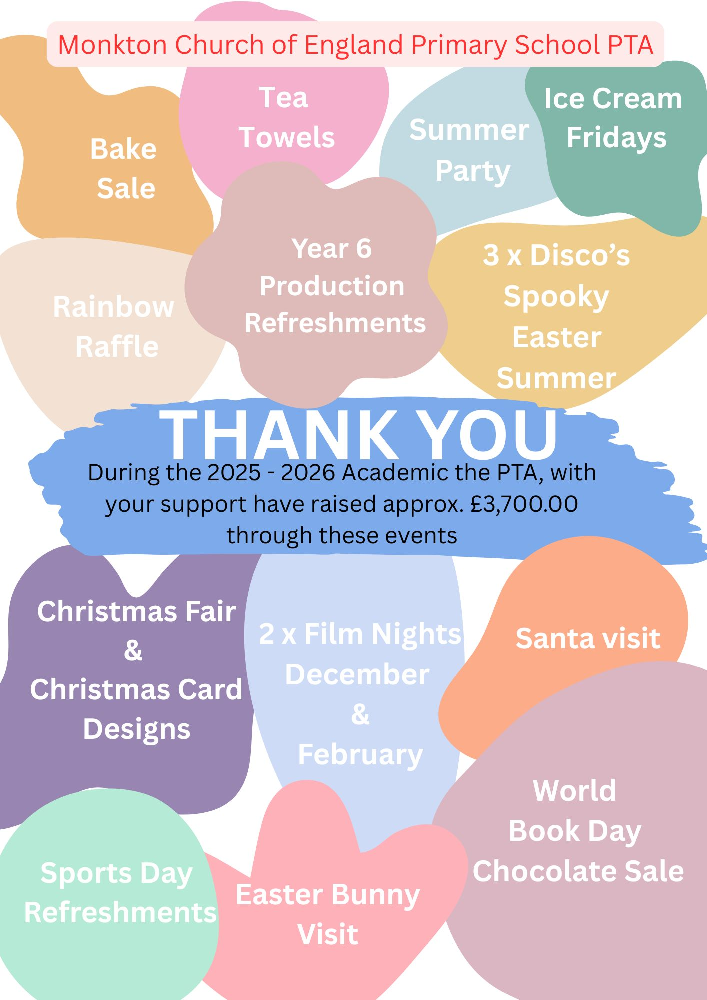 Monkton Church of England Primary School PTA
Bake
Sale
Tea
Towels
Summer
Party
Ice Cream
Fridays
Rainbow
Raffle
Year 6
Production
Refreshments
3 x Disco’s
Spooky
Easter
Summer
THANK YOU
During the 2025 - 2026 Academic the PTA, with
your support have raised approx. £3,700.00
through these events
Christmas Fair
&
Christmas Card
Designs
2 x Film Nights
December
&
February
Santa visit
World
Book Day
Chocolate Sale
Sports Day
Refreshments
Easter Bunny
Visit